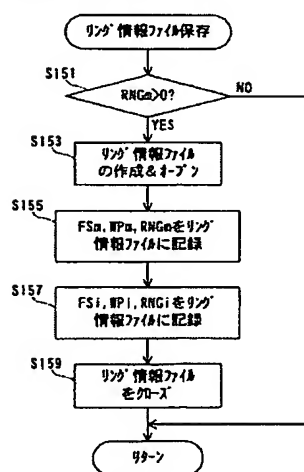 ﾘﾝｸﾞ情報ﾌｧｲﾙ保存
S151
RNGm>0?
NO
YES
S153
ﾘﾝｸﾞ情報ﾌｧｲﾙ
の作成&ｵｰﾌﾟﾝ
S155
FSm,WPm,RNGmをﾘﾝｸﾞ
情報ﾌｧｲﾙに記録
S157
FSi,WPi,RNGiをﾘﾝｸﾞ
情報ﾌｧｲﾙに記録
S159
ﾘﾝｸﾞ情報ﾌｧｲﾙ
をｸﾛｰｽﾞ
ﾘﾀｰﾝ